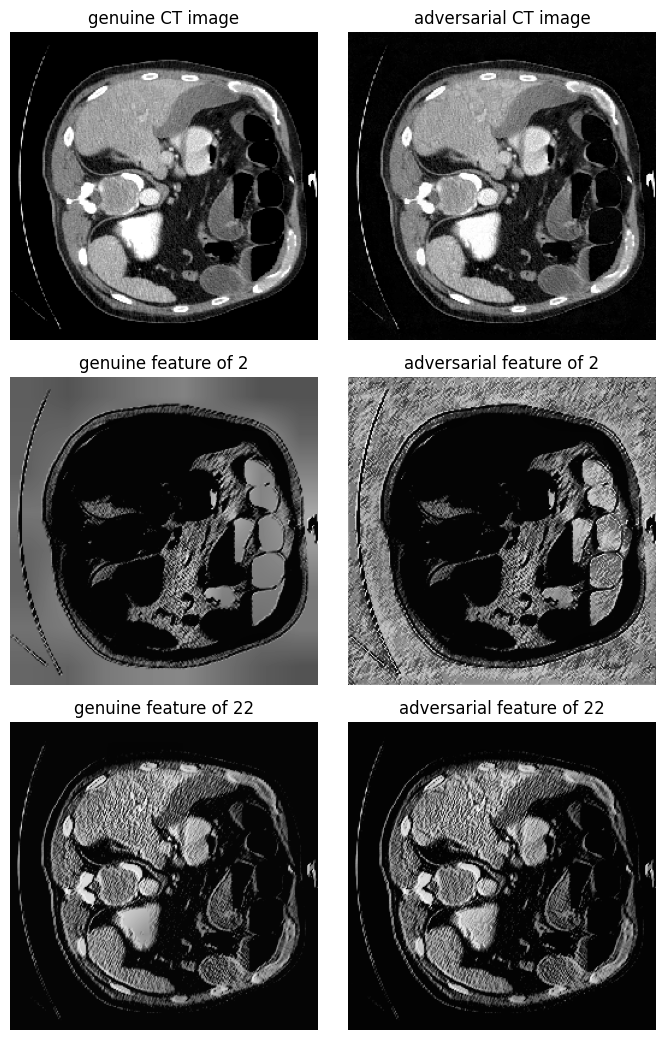 genuine CT image
adversarial CT image
genuine feature of 2
adversarial feature of 2
genuine feature of 22
adversarial feature of 22